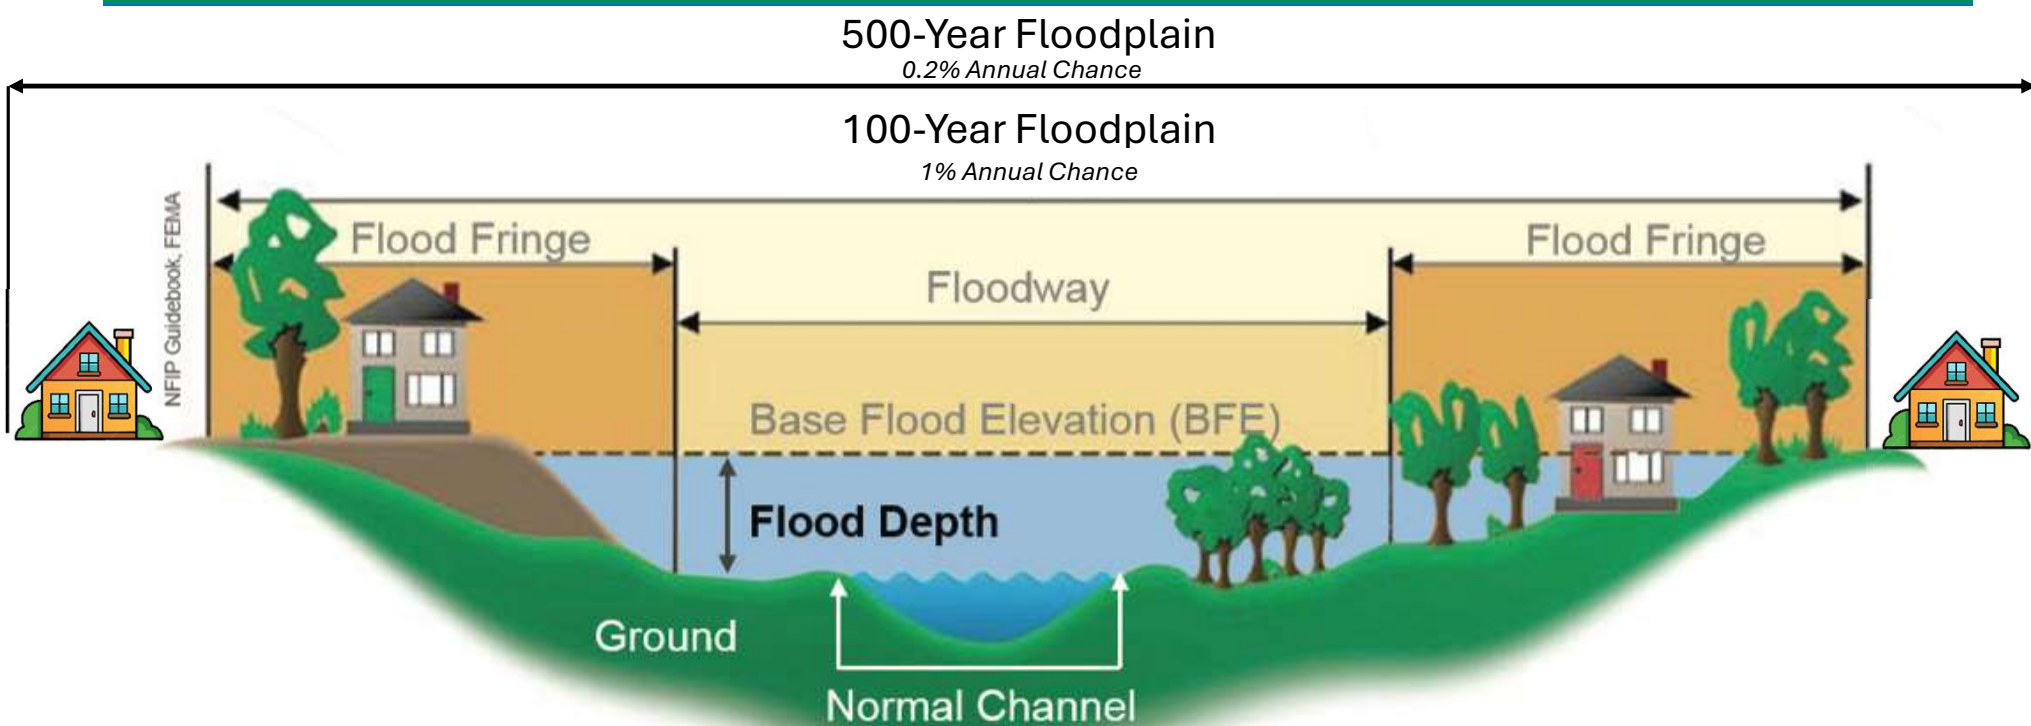 500-Year Floodplain
0.2% Annual Chance
100-Year Floodplain
1% Annual Chance
NFIP Guidebook, FEMA
Flood Fringe
Flood Fringe
Floodway
Base Flood Elevation (BFE)
Flood Depth
Ground
Normal Channel